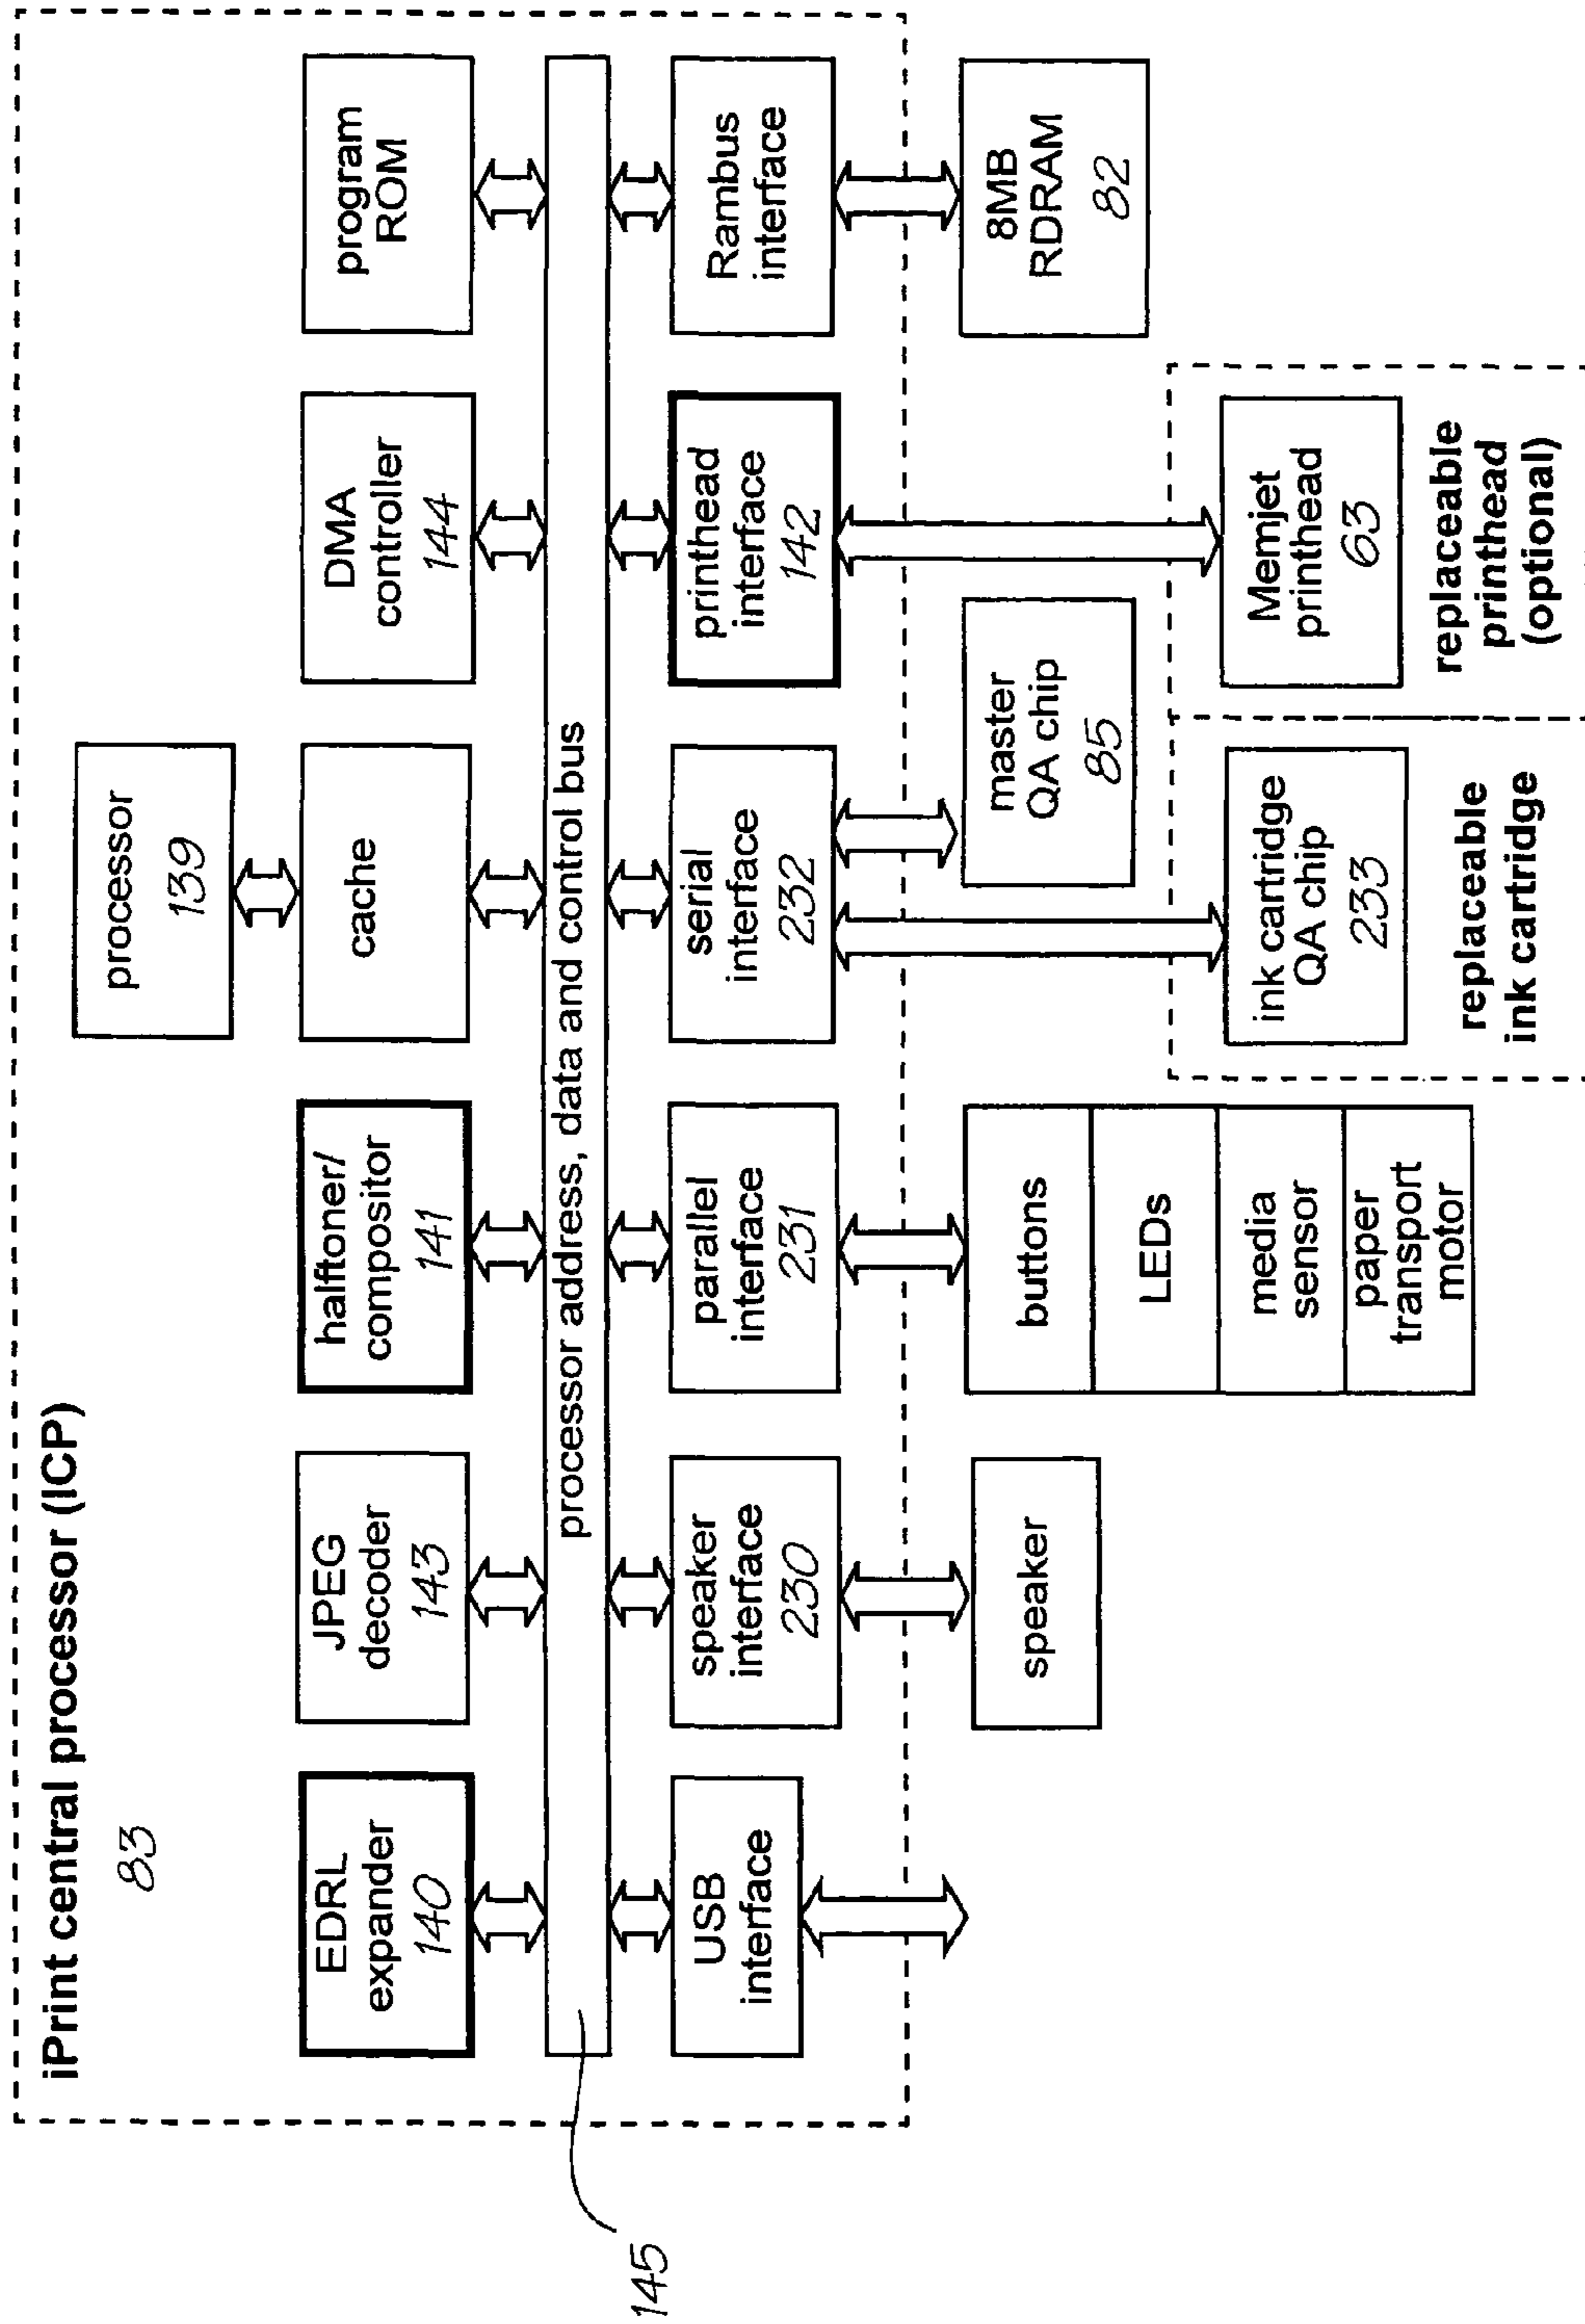 iPrint central processor (ICP)
83
processor
139
EDRL
expander
140
JPEG
decoder
143
halftoner/
compositor
141
cache
DMA
controller
144
program
ROM
processor address, data and control bus
145
USB
interface
speaker
interface
230
parallel
interface
231
serial
interface
232
printhead
interface
142
Rambus
interface
speaker
buttons
LEDs
media
sensor
paper
transport
motor
master
QA chip
85
8MB
RDRAM
82
ink cartridge
QA chip
233
Memjet
printhead
63
replaceable
ink cartridge
replaceable
printhead
(optional)